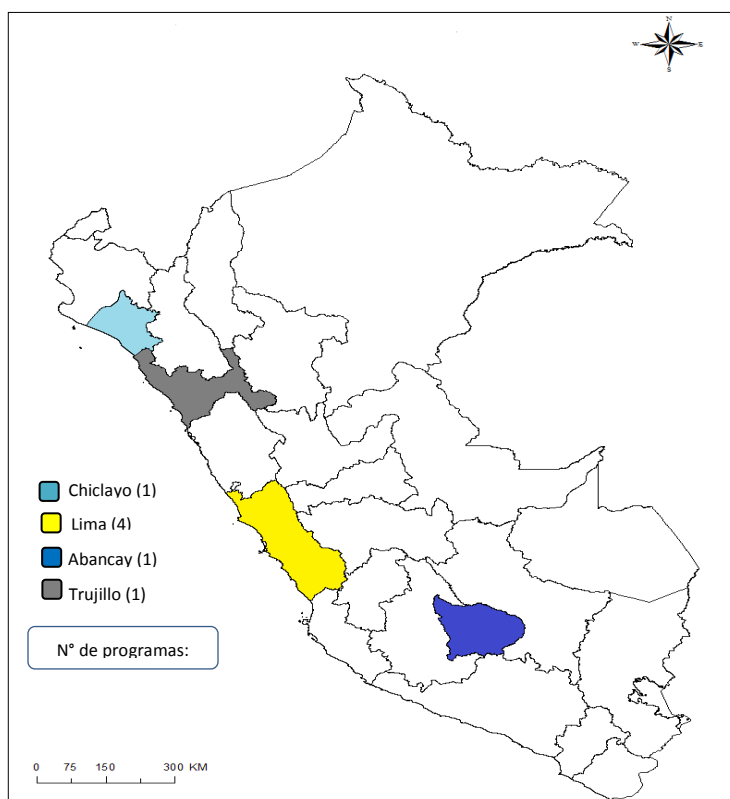 N
W E
S
Chiclayo (1)
Lima (4)
Abancay (1)
Trujillo (1)
N° de programas:
0 75 150 300 KM